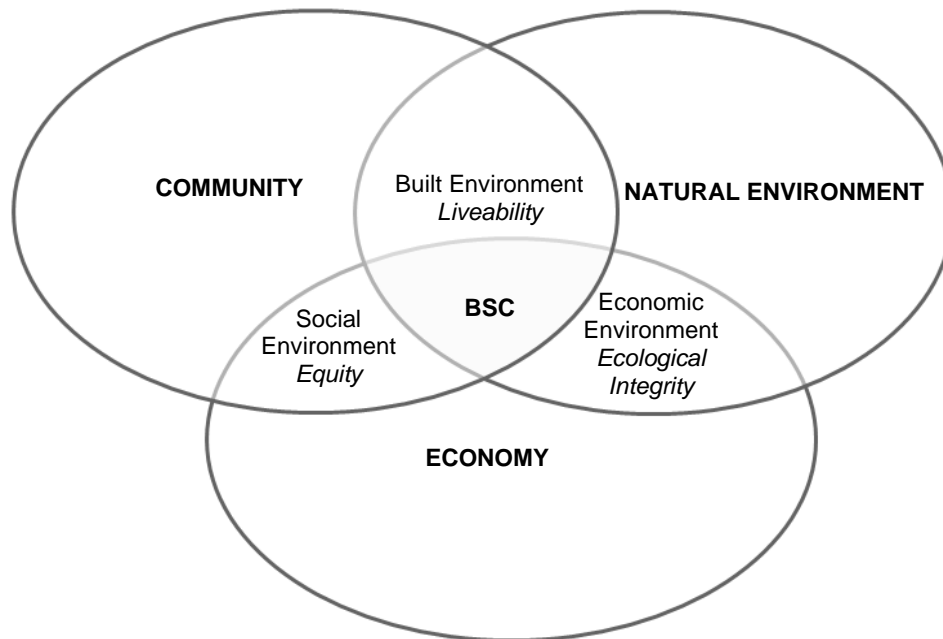 COMMUNITY
Built Environment
Liveability
NATURAL ENVIRONMENT
Social
Environment
Equity
BSC
Economic
Environment
Ecological
Integrity
ECONOMY